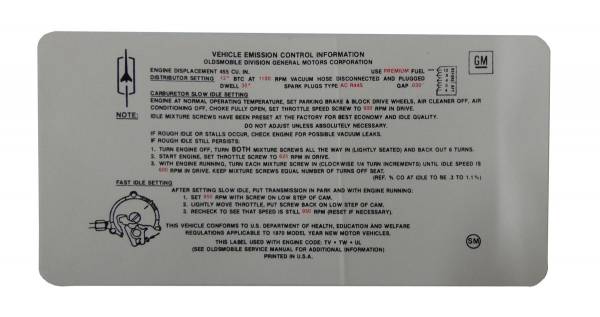 VEHICLE EMISSION CONTROL INFORMATION
OLDSMOBILE DIVISION GENERAL MOTORS CORPORATION
GM
ENGINE DISPLACEMENT 455 CU. IN. USE PREMIUM FUEL
DISTRIBUTOR SETTING 12° BTC AT 1100 RPM VACUUM HOSE DISCONNECTED AND PLUGGED
DWELL 30° SPARK PLUGS TYPE AC R44S GAP .030"
CARBURETOR SLOW IDLE SETTING
ENGINE AT NORMAL OPERATING TEMPERATURE, SET PARKING BRAKE & BLOCK DRIVE WHEELS, AIR CLEANER OFF, AIR
CONDITIONING OFF, CHOKE FULLY OPEN, SET THROTTLE SPEED SCREW TO RPM IN DRIVE.
NOTE: IDLE MIXTURE SCREWS HAVE BEEN PRESET AT THE FACTORY FOR BEST ECONOMY AND IDLE QUALITY.
DO NOT ADJUST UNLESS ABSOLUTELY NECESSARY.
IF ROUGH IDLE OR STALLS OCCUR, CHECK ENGINE FOR POSSIBLE VACUUM LEAKS.
IF ROUGH IDLE STILL PERSISTS:
1. TURN ENGINE OFF, TURN BOTH MIXTURE SCREWS ALL THE WAY IN (LIGHTLY SEATED) AND BACK OUT 6 TURNS.
2. START ENGINE, SET THROTTLE SCREW TO 625 RPM IN DRIVE.
3. WITH ENGINE RUNNING, TURN EACH MIXTURE SCREW IN (CLOCKWISE 1/4 TURN INCREMENTS) UNTIL IDLE SPEED IS
600 RPM IN DRIVE. KEEP MIXTURE SCREWS EQUAL NUMBER OF TURNS OFF SEAT.
(REF. % CO AT IDLE TO BE .3 TO 1.1%)
FAST IDLE SETTING
AFTER SETTING SLOW IDLE, PUT TRANSMISSION IN PARK AND WITH ENGINE RUNNING:
1. SET 950 RPM WITH SCREW ON LOW STEP OF CAM.
2. LIGHTLY MOVE THROTTLE, PUT SCREW BACK ON LOW STEP OF CAM.
3. RECHECK TO SEE THAT SPEED IS STILL 950 RPM (RESET IF NECESSARY).
THIS VEHICLE CONFORMS TO U.S. DEPARTMENT OF HEALTH, EDUCATION AND WELFARE
REGULATIONS APPLICABLE TO 1970 MODEL YEAR NEW MOTOR VEHICLES.
THIS LABEL USED WITH ENGINE CODE: TV • TW • UL
(SEE OLDSMOBILE SERVICE MANUAL FOR ADDITIONAL INFORMATION)
PRINTED IN U.S.A.
SM